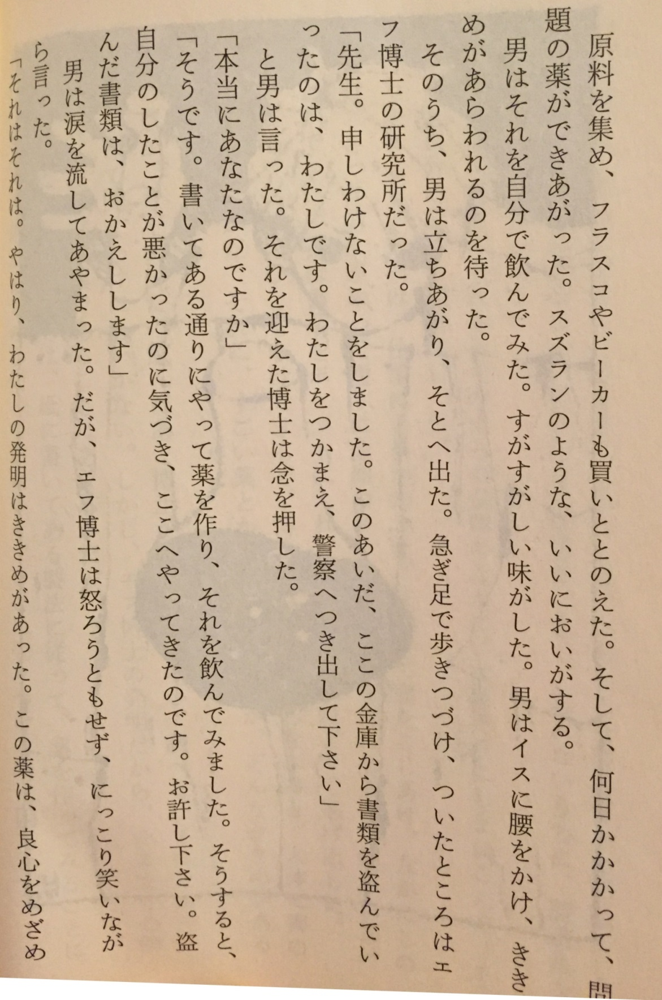 原料を集め、フラスコやビーカーも買いととのえた。そして、何日かかかって、問
題の薬ができあがった。スズランのような、いいにおいがする。
男はそれを自分で飲んでみた。すがすがしい味がした。男はイスに腰をかけ、きき
めがあらわれるのを待った。
そのうち、男は立ちあがり、そとへ出た。急ぎ足で歩きつづけ、ついたところはエ
フ博士の研究所だった。
「先生。申しわけないことをしました。このあいだ、ここの金庫から書類を盗んでい
ったのは、わたしです。わたしをつかまえ、警察へつき出して下さい」
と男は言った。それを迎えた博士は念を押した。
「本当にあなたなのですか」
「そうです。書いてある通りにやって薬を作り、それを飲んでみました。そうすると、
自分のしたことが悪かったのに気づき、ここへやってきたのです。お許し下さい。盗
んだ書類は、おかえしします」
男は涙を流してあやまった。だが、エフ博士は怒ろうともせず、にっこり笑いなが
ら言った。
「それはそれは。やはり、わたしの発明はききめがあった。この薬は、良心をめざめ